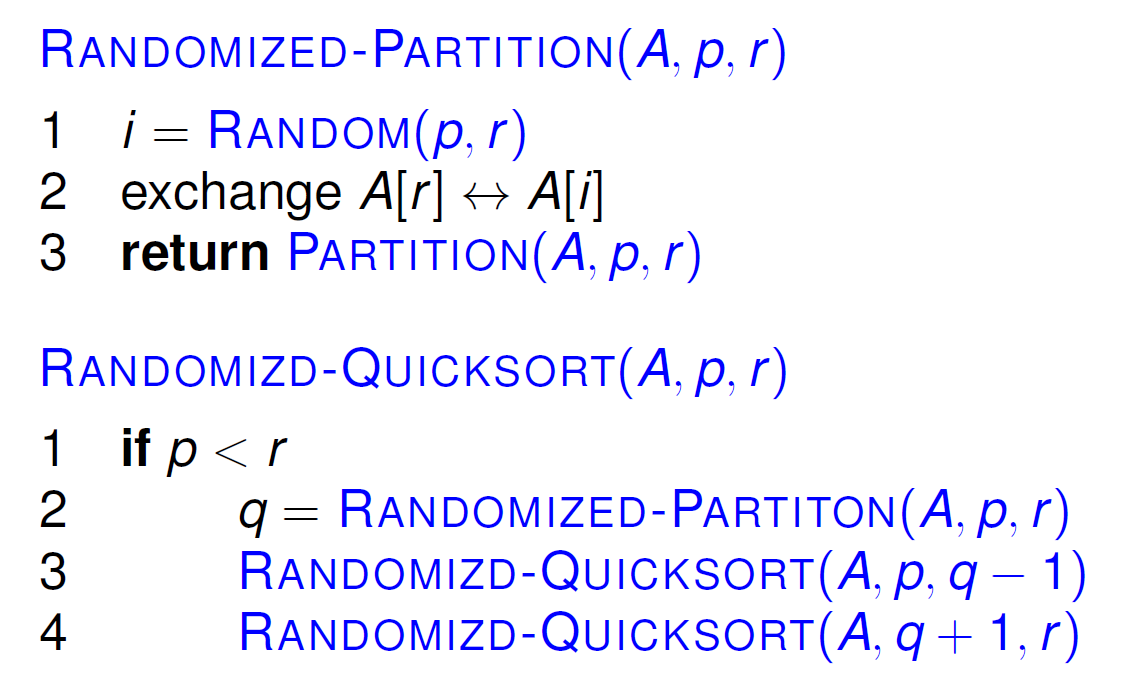 RANDOMIZED-PARTITION(A, p, r)
1 i = RANDOM(p, r)
2 exchange A[r] ↔ A[i]
3 return PARTITION(A, p, r)
RANDOMIZD-QUICKSORT(A, p, r)
1 if p < r
2 q = RANDOMIZED-PARTITON(A, p, r)
3 RANDOMIZD-QUICKSORT(A, p, q − 1)
4 RANDOMIZD-QUICKSORT(A, q + 1, r)